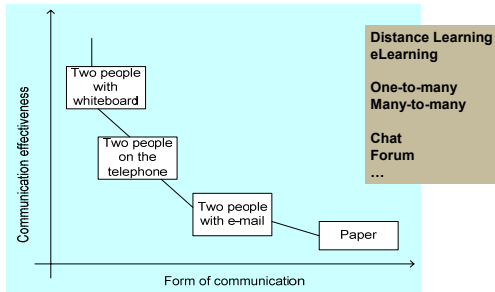 Communication effectiveness
Two people
with
whiteboard
Two people
on the
telephone
Two people
with e-mail
Paper
Form of communication
Distance Learning
eLearning
One-to-many
Many-to-many
Chat
Forum
...